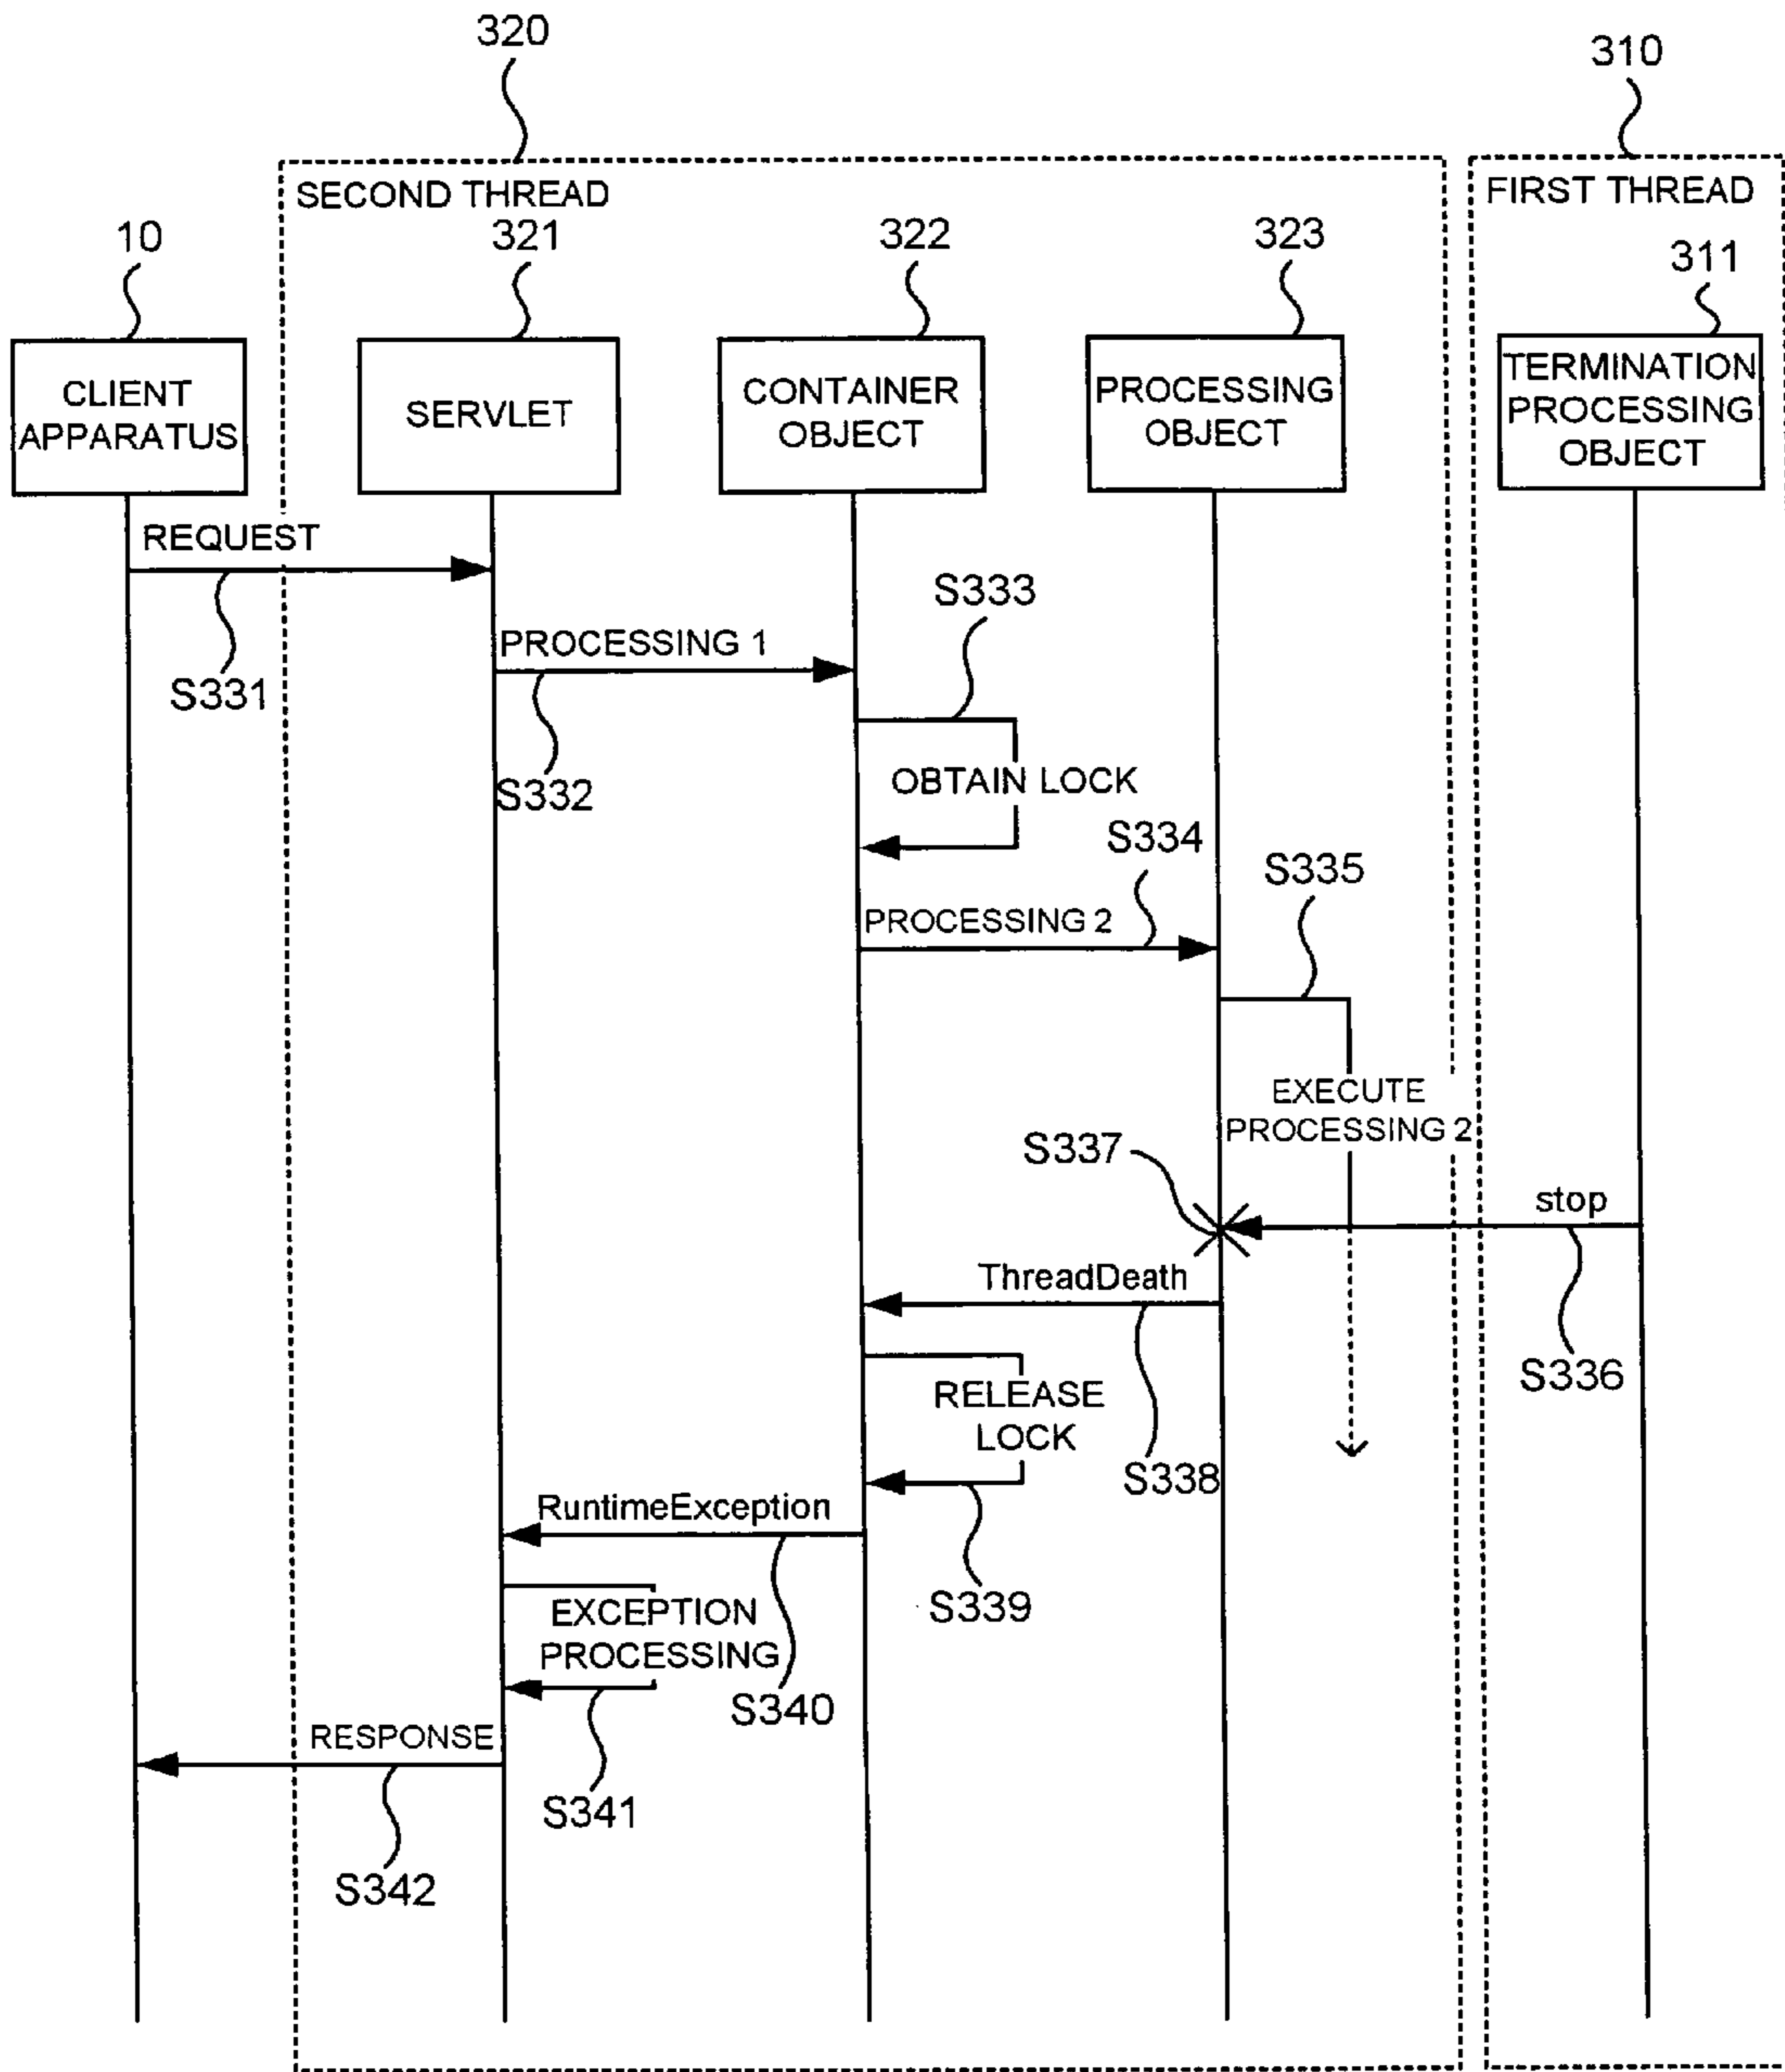 320
310
SECOND THREAD
FIRST THREAD
10
321
322
323
311
CLIENT
APPARATUS
SERVLET
CONTAINER
OBJECT
PROCESSING
OBJECT
TERMINATION
PROCESSING
OBJECT
REQUEST
S331
PROCESSING 1
S332
S333
OBTAIN LOCK
S334
PROCESSING 2
S335
EXECUTE
PROCESSING 2
S337
stop
S336
ThreadDeath
S338
RELEASE
LOCK
S339
RuntimeException
S340
EXCEPTION
PROCESSING
S341
RESPONSE
S342